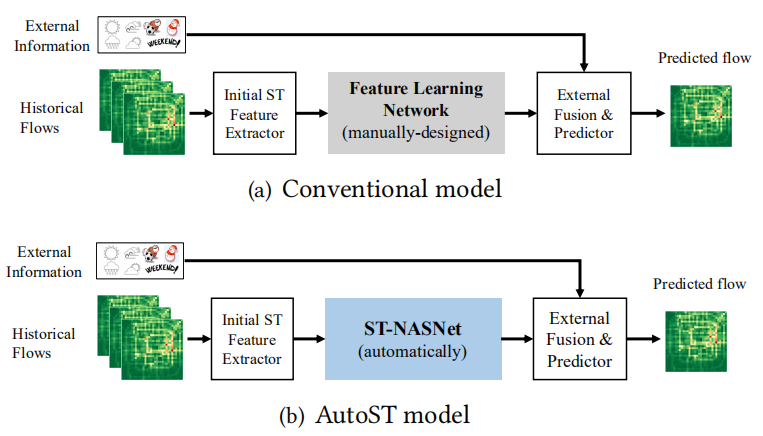 External
Information
WEEKEND!
Historical
Flows
Initial ST
Feature
Extractor
Feature Learning
Network
(manually-designed)
External
Fusion &
Predictor
Predicted flow
(a) Conventional model
External
Information
WEEKEND!
Historical
Flows
Initial ST
Feature
Extractor
ST-NASNet
(automatically)
External
Fusion &
Predictor
Predicted flow
(b) AutoST model